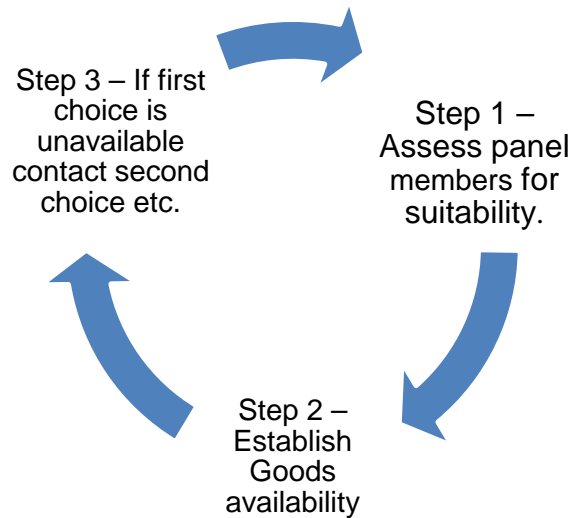 Step 1 –
Assess panel
members for
suitability.
Step 2 –
Establish
Goods
availability
Step 3 – If first
choice is
unavailable
contact second
choice etc.